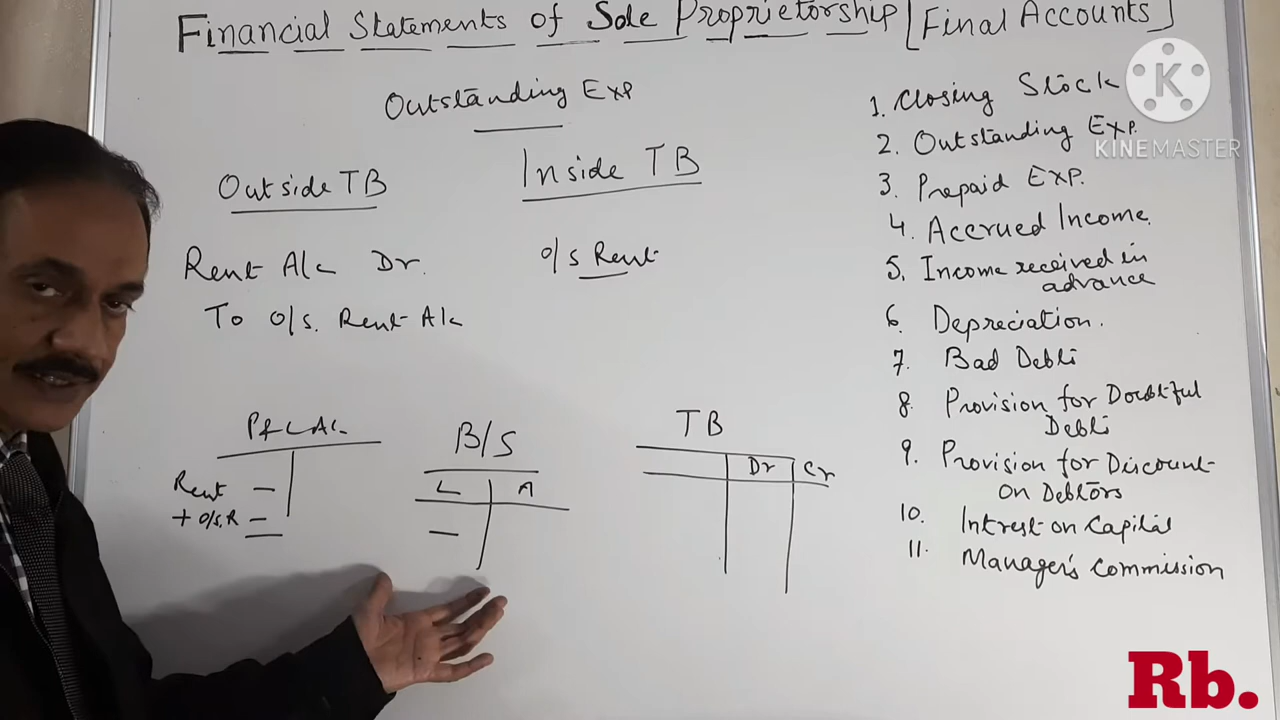 Financial Statements of Sole Proprietorship [Final Accounts]
Outstanding Exp
Outside TB
Rent A/c Dr.
To O/s. Rent A/c
Inside TB
O/s Rent
P&L A/c
Rent —
+ O/s.R —
B/S
L A
—
TB
Dr Cr
1. Closing Stock
2. Outstanding Exp.
3. Prepaid Exp.
4. Accrued Income.
5. Income received in
advance
6. Depreciation.
7. Bad Debts
8. Provision for Doubtful
Debts
9. Provision for Discount
on Debtors
10. Interest on Capital
11. Manager's Commission
K
KINEMASTER
Rb.